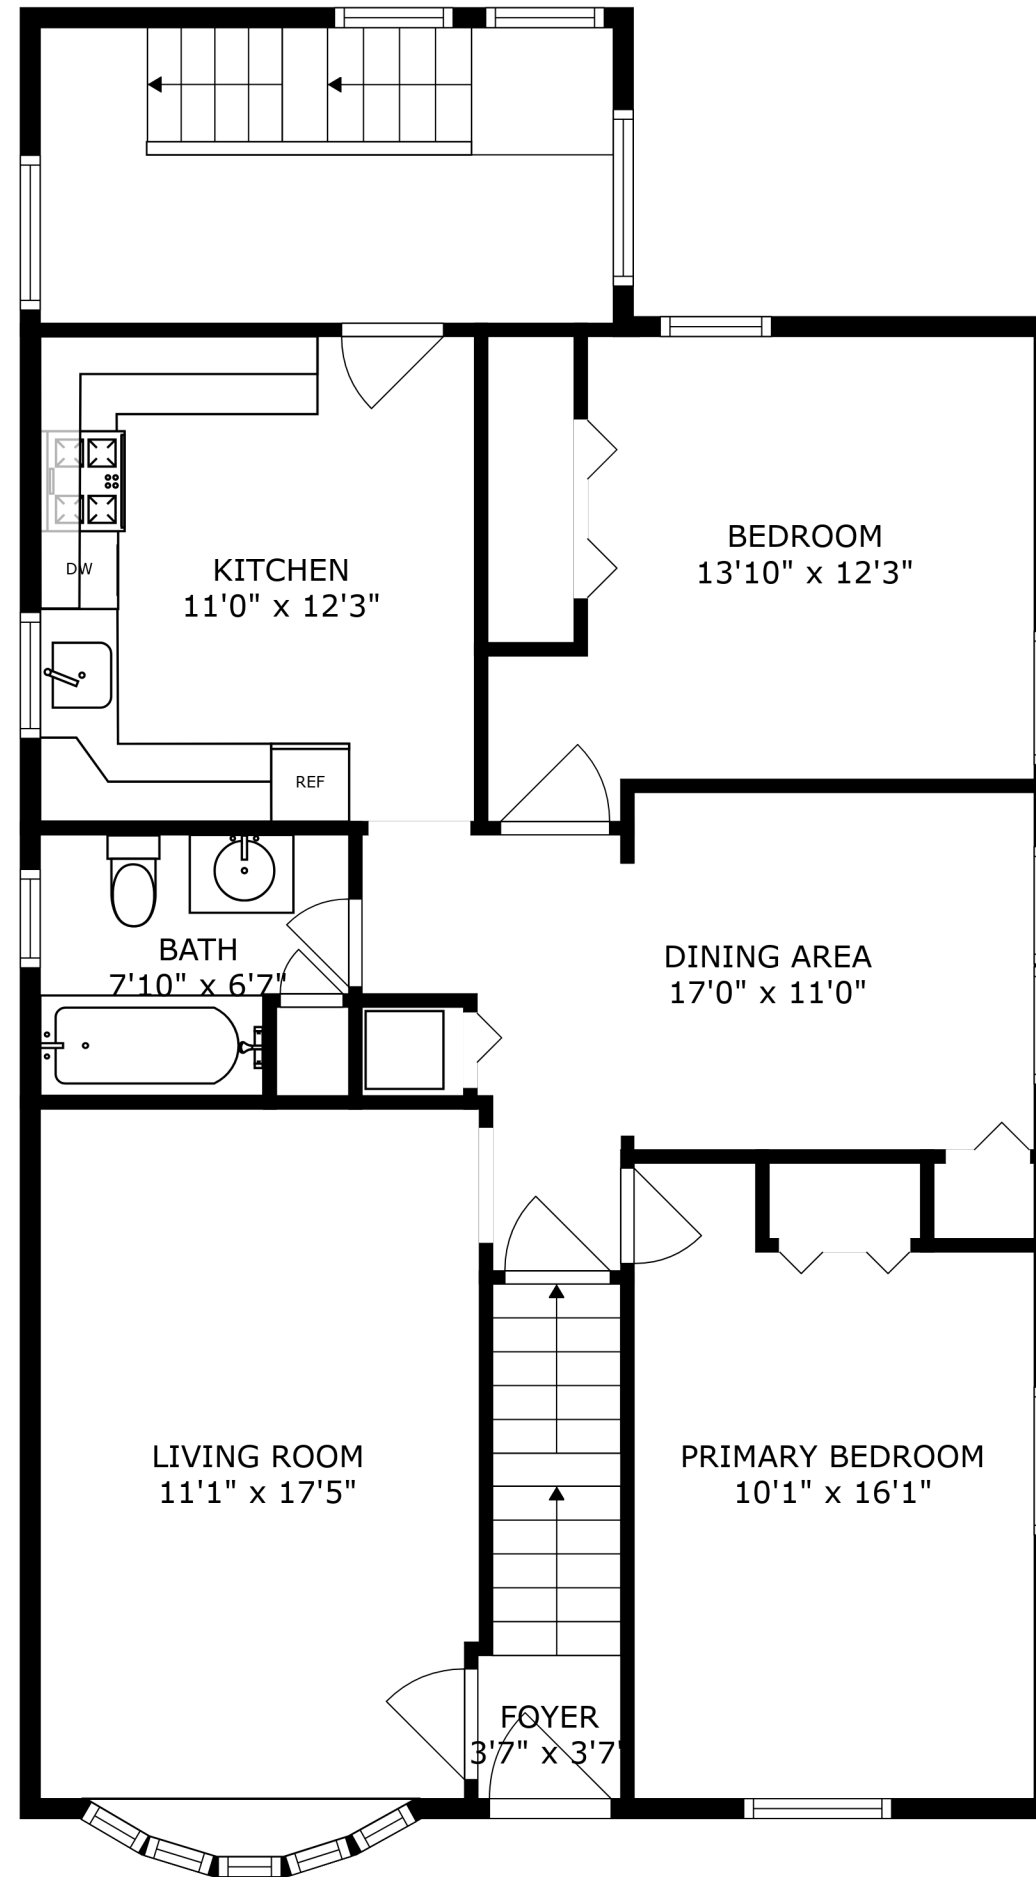 BEDROOM
13'10" x 12'3"
KITCHEN
11'0" x 12'3"
DW
REF
BATH
7'10" x 6'7"
DINING AREA
17'0" x 11'0"
LIVING ROOM
11'1" x 17'5"
PRIMARY BEDROOM
10'1" x 16'1"
FOYER
3'7" x 3'7"